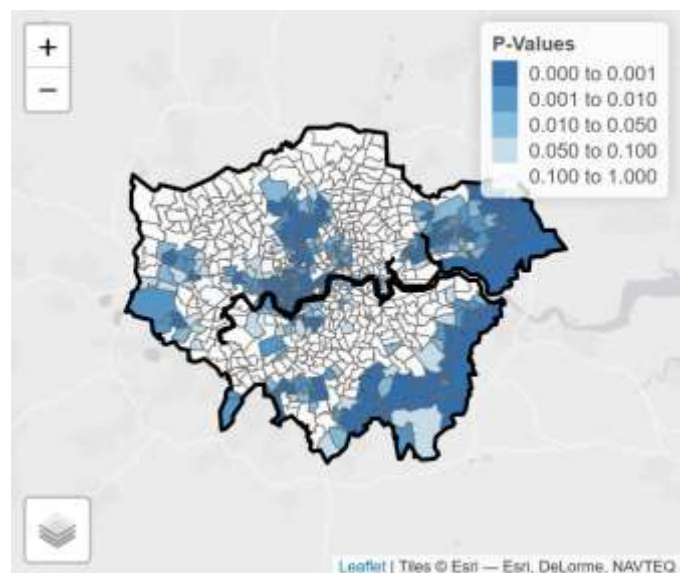 +
−
P-Values
0.000 to 0.001
0.001 to 0.010
0.010 to 0.050
0.050 to 0.100
0.100 to 1.000
Leaflet | Tiles © Esri — Esri, DeLorme, NAVTEQ